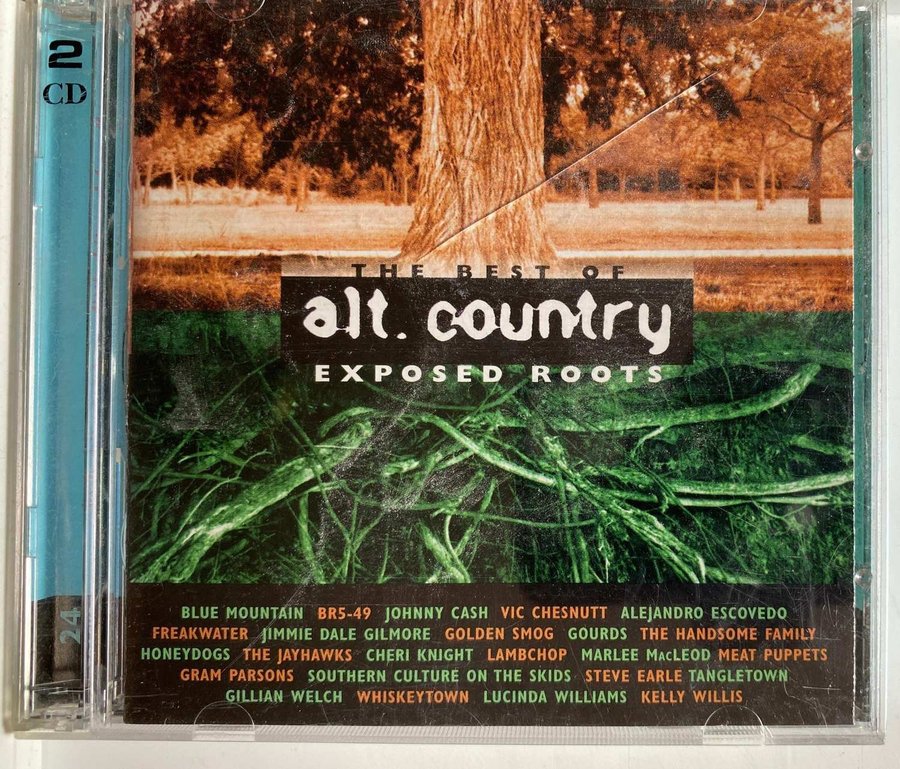 2
CD
THE BEST OF
alt. country
EXPOSED ROOTS
BLUE MOUNTAIN BR5-49 JOHNNY CASH VIC CHESNUTT ALEJANDRO ESCOVEDO
FREAKWATER JIMMIE DALE GILMORE GOLDEN SMOG GOURDS THE HANDSOME FAMILY
HONEYDOGS THE JAYHAWKS CHERI KNIGHT LAMBCHOP MARLEE MACLEOD MEAT PUPPETS
GRAM PARSONS SOUTHERN CULTURE ON THE SKIDS STEVE EARLE TANGLETOWN
GILLIAN WELCH WHISKEYTOWN LUCINDA WILLIAMS KELLY WILLIS
24